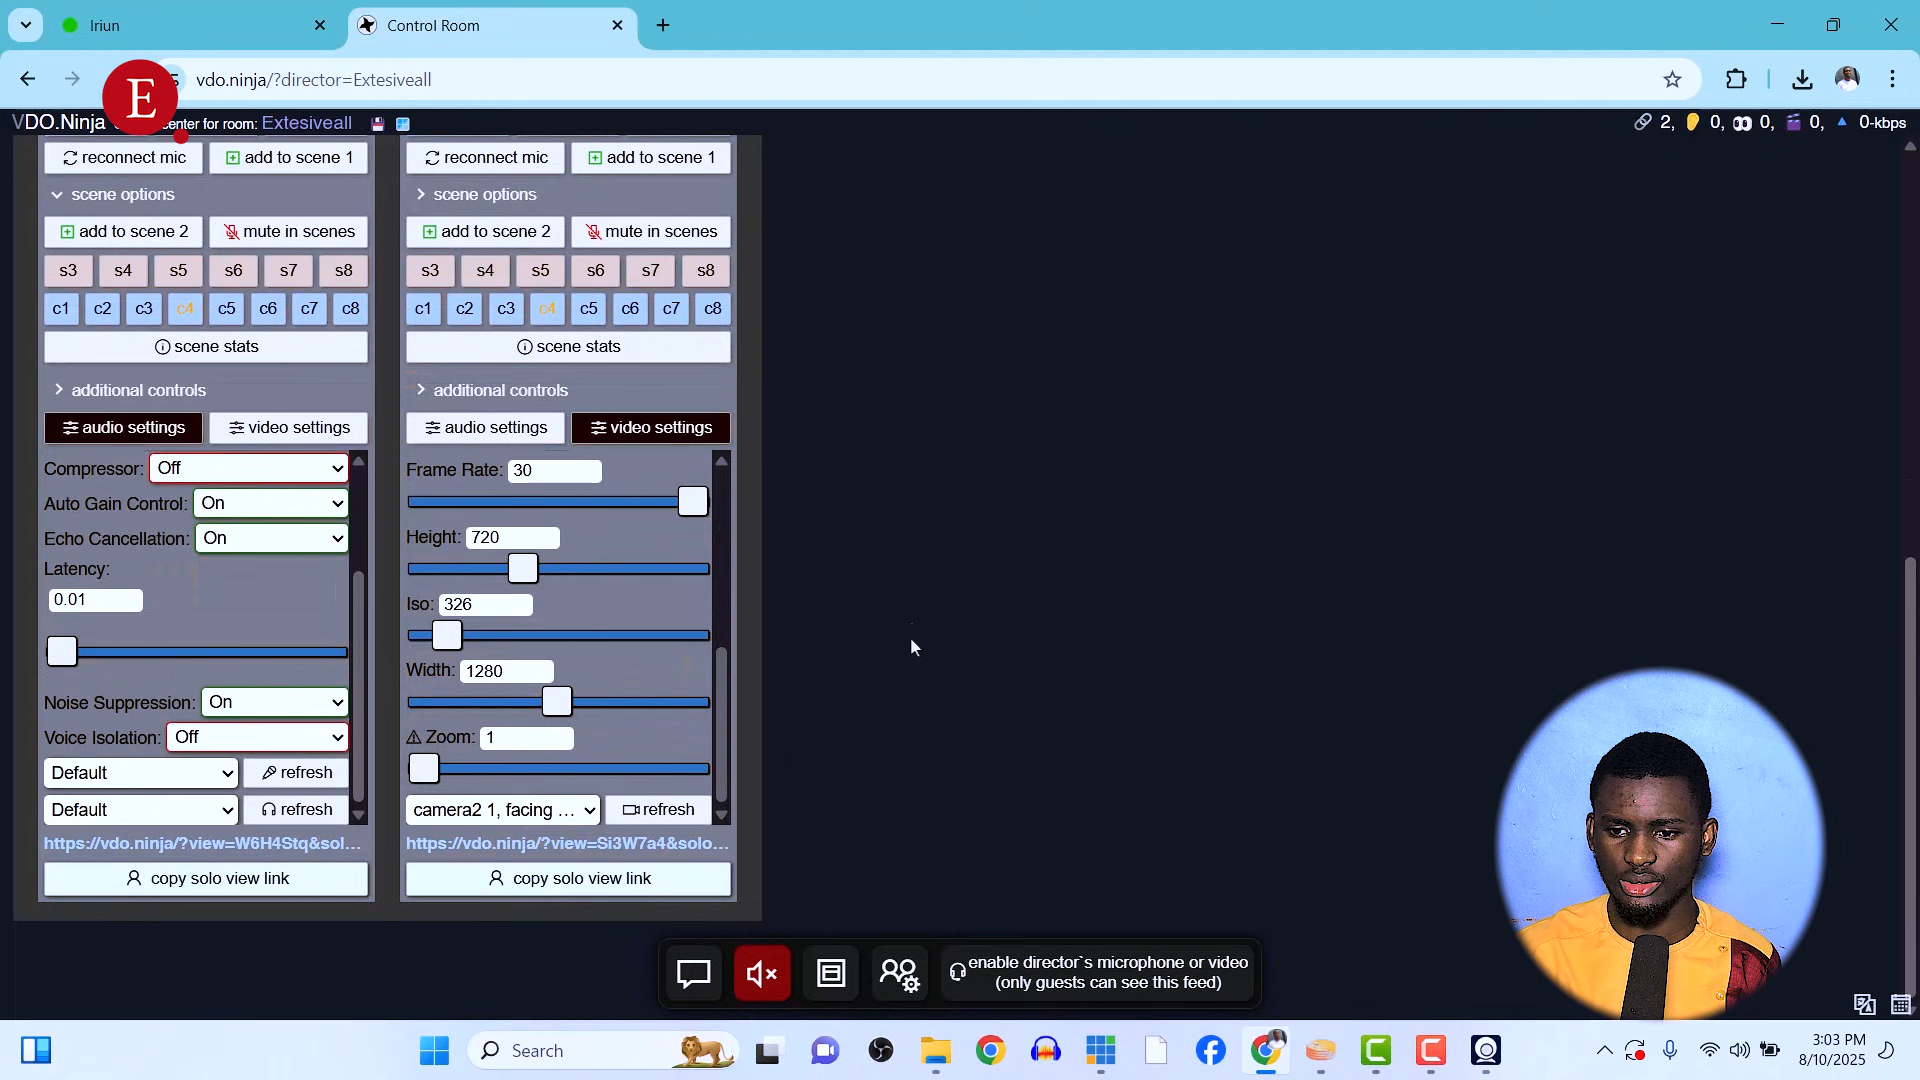 Iriun
Control Room
vdo.ninja/?director=Extesiveall
E
VDO.Ninja
enter for room: Extesiveall
2, 0, 0, 0, 0-kbps
reconnect mic
add to scene 1
reconnect mic
add to scene 1
scene options
scene options
add to scene 2
mute in scenes
add to scene 2
mute in scenes
s3 s4 s5 s6 s7 s8
s3 s4 s5 s6 s7 s8
c1 c2 c3 c4 c5 c6 c7 c8
c1 c2 c3 c4 c5 c6 c7 c8
scene stats
scene stats
additional controls
additional controls
audio settings
video settings
audio settings
video settings
Compressor: Off
Auto Gain Control: On
Echo Cancellation: On
Latency:
0.01
Noise Suppression: On
Voice Isolation: Off
Default
refresh
Default
refresh
https://vdo.ninja/?view=W6H4Stq&sol...
copy solo view link
Frame Rate: 30
Height: 720
Iso: 326
Width: 1280
Zoom: 1
camera2 1, facing ...
refresh
https://vdo.ninja/?view=Si3W7a4&solo...
copy solo view link
enable director`s microphone or video
(only guests can see this feed)
Search
3:03 PM
8/10/2025